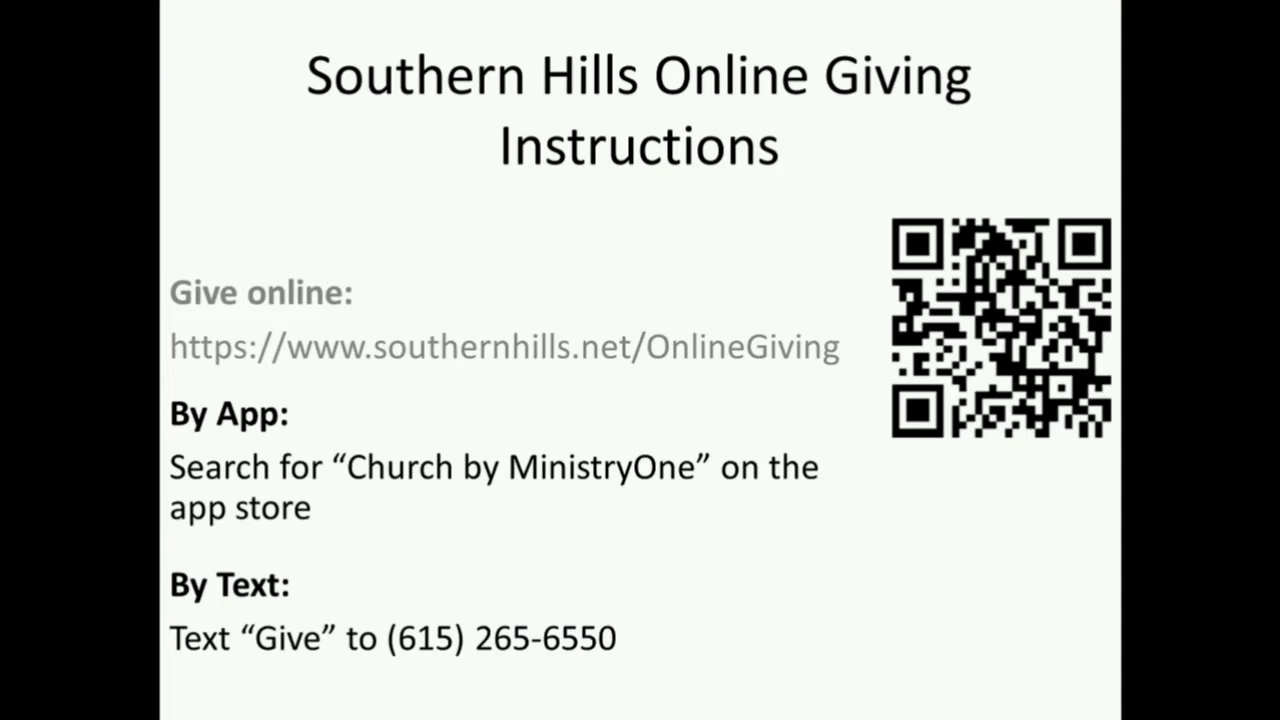 Southern Hills Online Giving
Instructions
Give online:
https://www.southernhills.net/OnlineGiving
By App:
Search for “Church by MinistryOne” on the
app store
By Text:
Text “Give” to (615) 265-6550